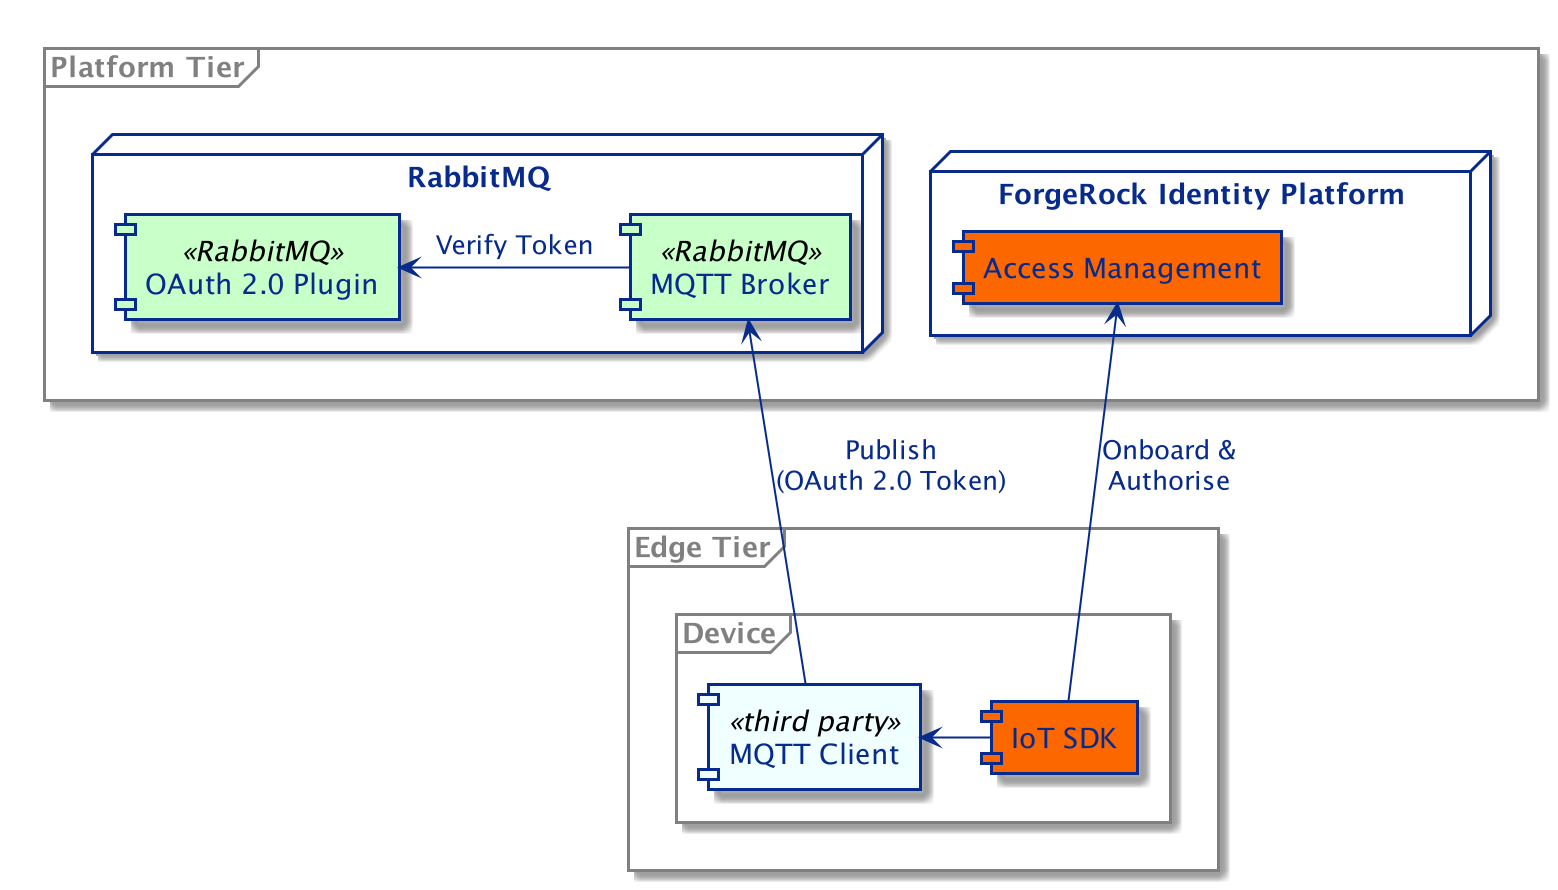 Platform Tier
RabbitMQ
«RabbitMQ»
OAuth 2.0 Plugin
Verify Token
«RabbitMQ»
MQTT Broker
ForgeRock Identity Platform
Access Management
Publish
(OAuth 2.0 Token)
Onboard &
Authorise
Edge Tier
Device
«third party»
MQTT Client
IoT SDK